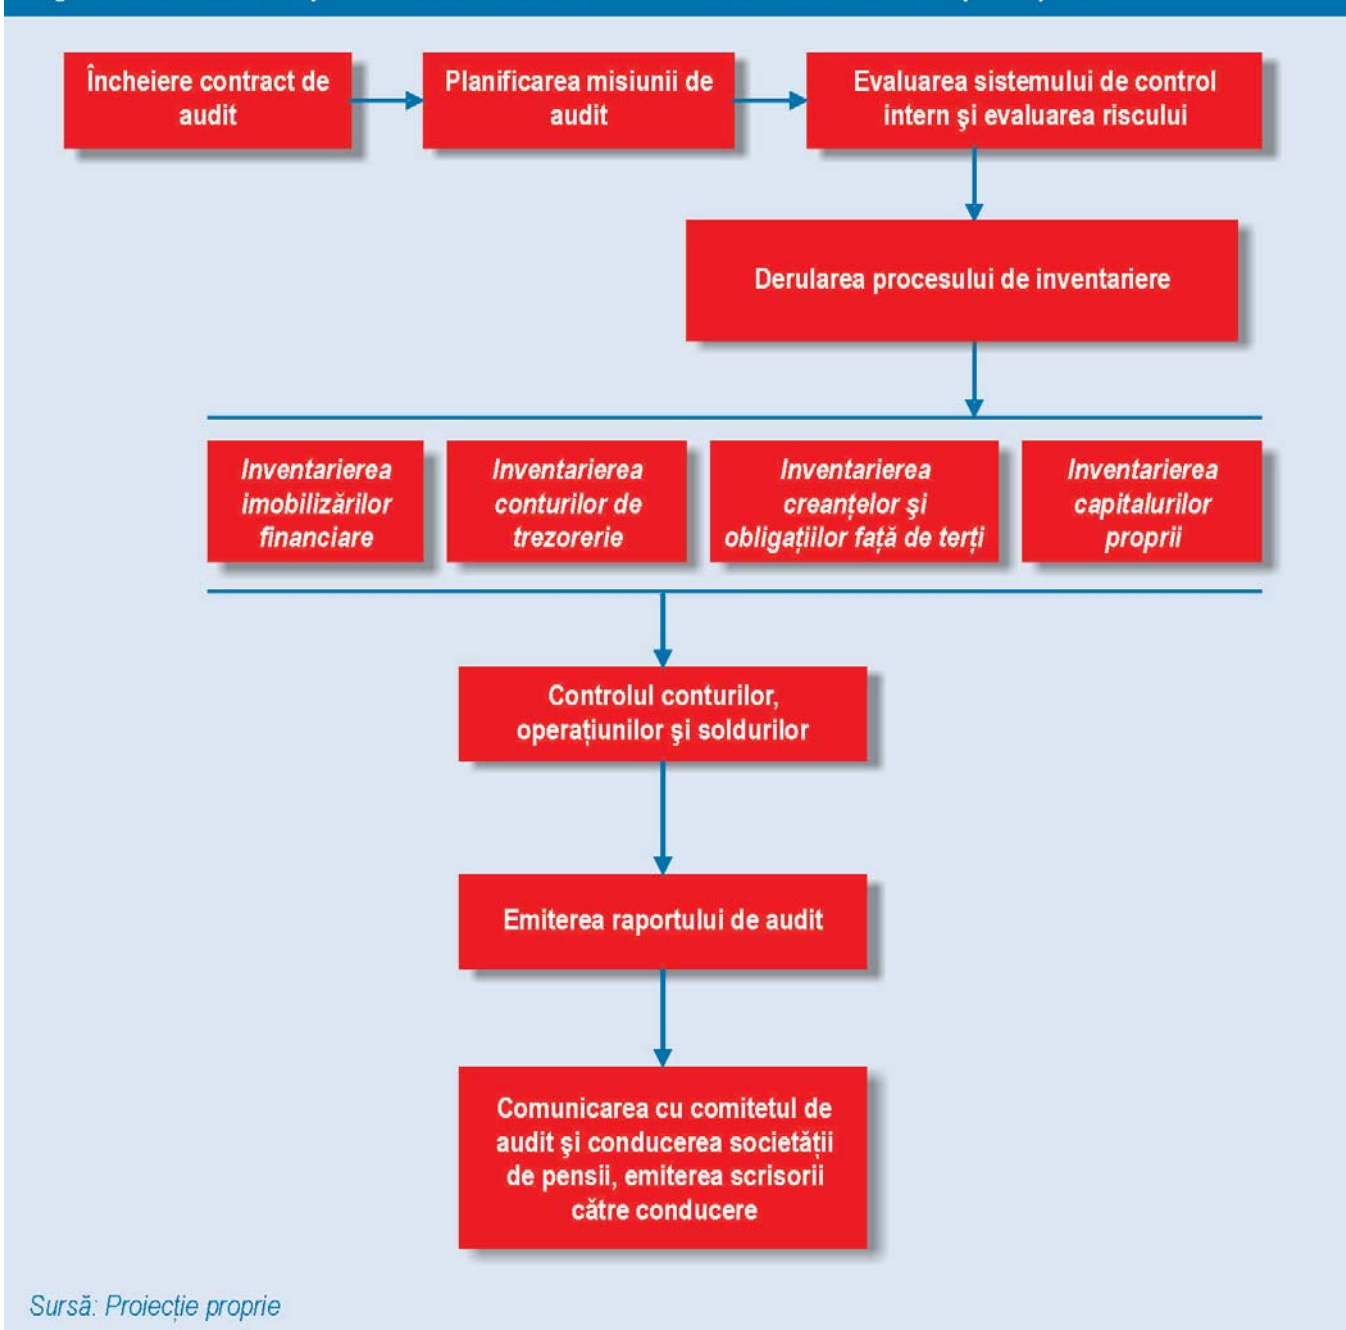 Încheiere contract de
audit
Planificarea misiunii de
audit
Evaluarea sistemului de control
intern şi evaluarea riscului
Derularea procesului de inventariere
Inventarierea
imobilizărilor
financiare
Inventarierea
conturilor de
trezorerie
Inventarierea
creanțelor şi
obligațiilor față de terți
Inventarierea
capitalurilor
proprii
Controlul conturilor,
operațiunilor şi soldurilor
Emiterea raportului de audit
Comunicarea cu comitetul de
audit şi conducerea societății
de pensii, emiterea scrisorii
către conducere
Sursă: Proiecție proprie